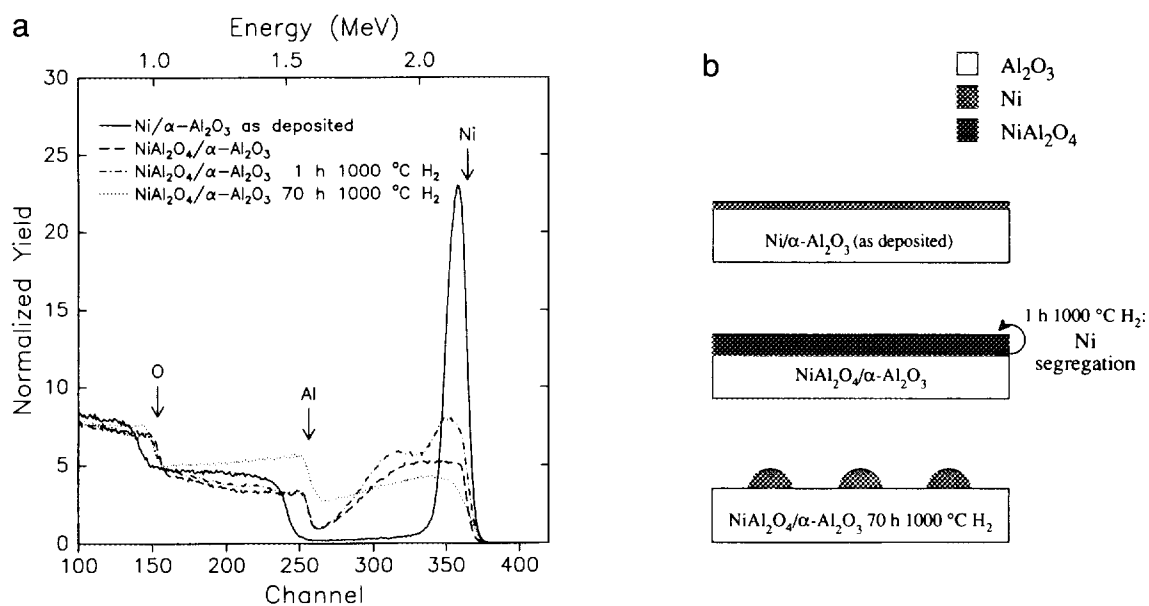 a
Energy (MeV)
1.0 1.5 2.0
30
25
20
15
10
5
0
Normalized Yield
Ni/α-Al₂O₃ as deposited
NiAl₂O₄/α-Al₂O₃
NiAl₂O₄/α-Al₂O₃ 1 h 1000 °C H₂
NiAl₂O₄/α-Al₂O₃ 70 h 1000 °C H₂
Ni
O
Al
100 150 200 250 300 350 400
Channel
b
Al₂O₃
Ni
NiAl₂O₄
Ni/α-Al₂O₃ (as deposited)
1 h 1000 °C H₂:
Ni
segregation
NiAl₂O₄/α-Al₂O₃
NiAl₂O₄/α-Al₂O₃ 70 h 1000 °C H₂